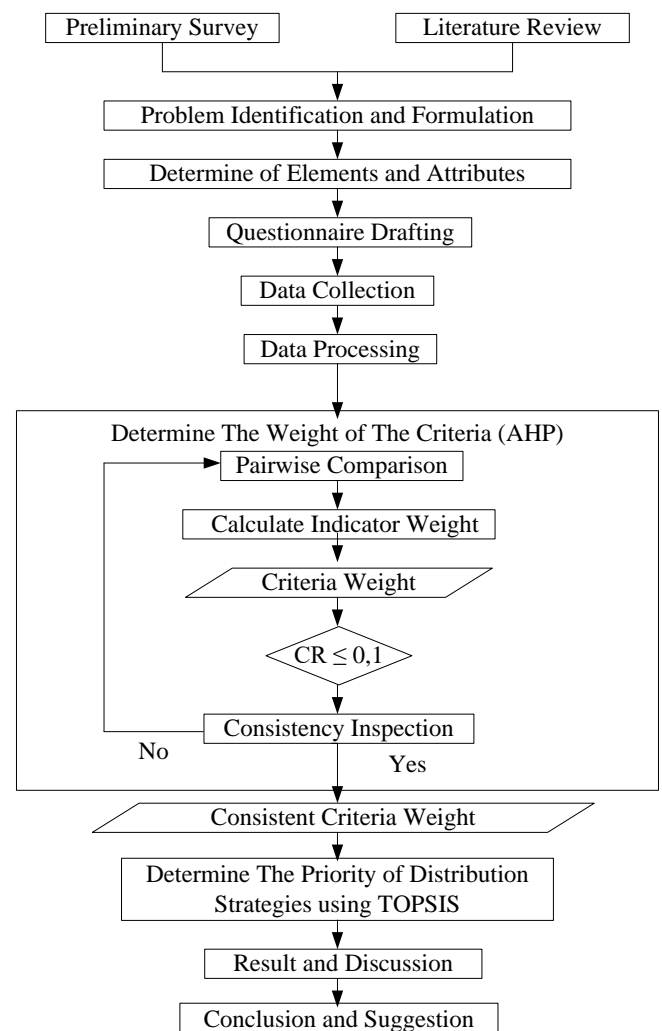 Preliminary Survey
Literature Review
Problem Identification and Formulation
Determine of Elements and Attributes
Questionnaire Drafting
Data Collection
Data Processing
Determine The Weight of The Criteria (AHP)
Pairwise Comparison
Calculate Indicator Weight
Criteria Weight
CR ≤ 0,1
Consistency Inspection
No
Yes
Consistent Criteria Weight
Determine The Priority of Distribution
Strategies using TOPSIS
Result and Discussion
Conclusion and Suggestion